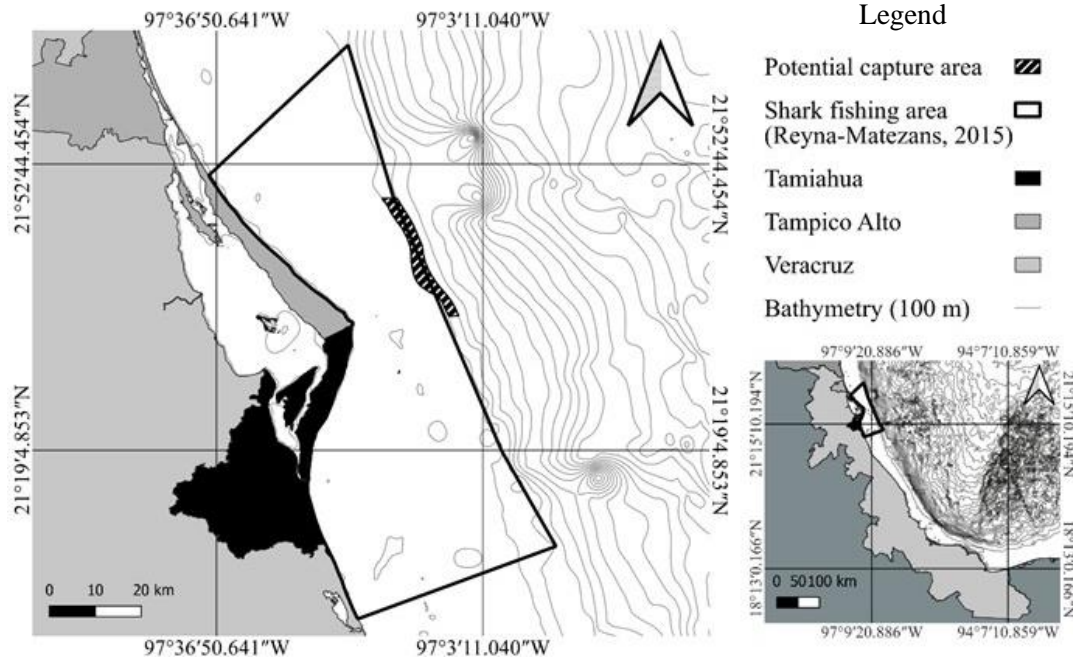 97°36'50.641"W
97°3'11.040"W
21°52'44.454"N
21°52'44.454"N
21°19'4.853"N
21°19'4.853"N
0 10 20 km
97°36'50.641"W
97°3'11.040"W
Legend
Potential capture area
Shark fishing area
(Reyna-Matezans, 2015)
Tamiahua
Tampico Alto
Veracruz
Bathymetry (100 m)
97°9'20.886"W
94°7'10.859"W
21°15'10.194"N
21°15'10.194"N
18°13'0.166"N
18°13'0.166"N
0 50100 km
97°9'20.886"W
94°7'10.859"W